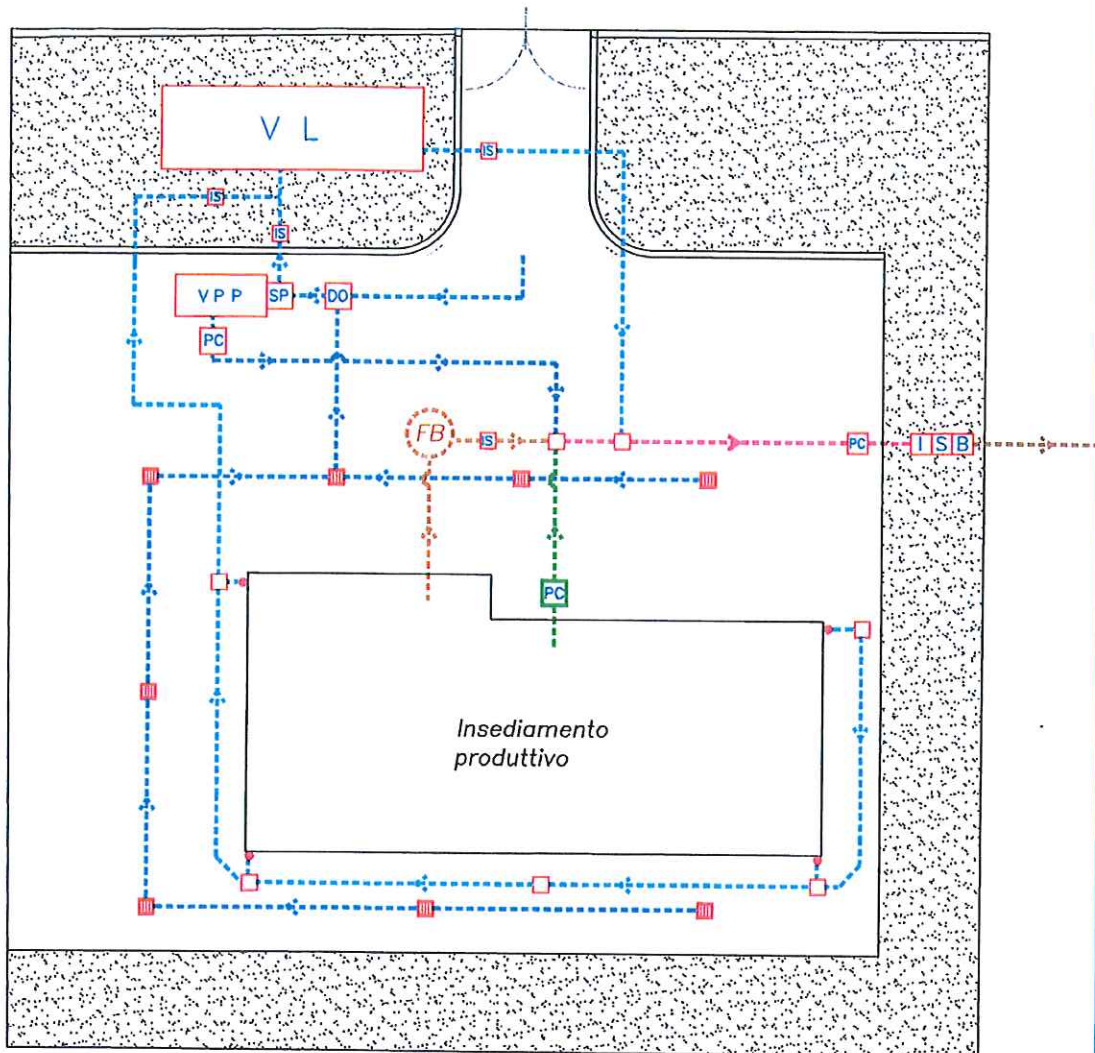 V L
IS
IS
IS
V P P
SP
DO
PC
FB
IS
PC
I S B
PC
Insediamento
produttivo